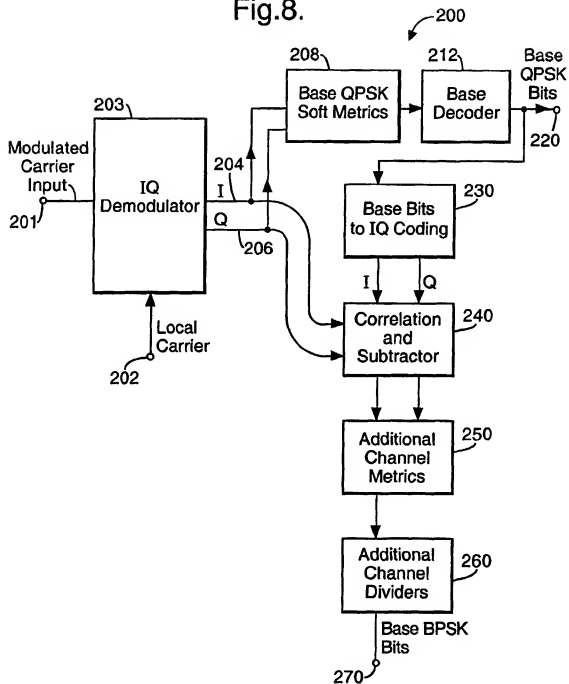 Fig.8.
200
208
212
Base
QPSK
Bits
203
Base QPSK
Soft Metrics
Base
Decoder
220
Modulated
Carrier
Input
201
IQ
Demodulator
204
I
Q
206
230
Base Bits
to IQ Coding
I
Q
Local
Carrier
202
240
Correlation
and
Subtractor
250
Additional
Channel
Metrics
260
Additional
Channel
Dividers
Base BPSK
Bits
270